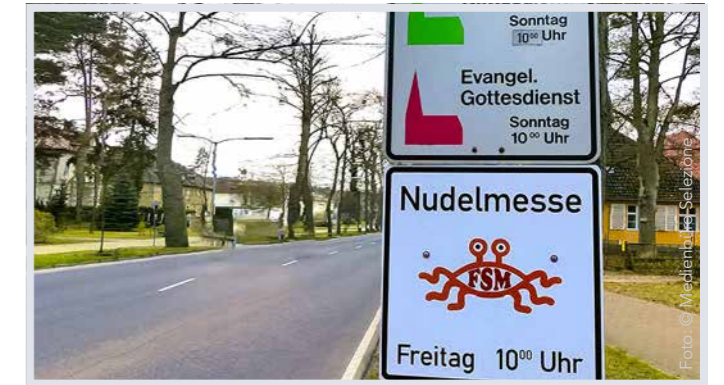 Sonntag
10⁰⁰ Uhr
Evangel.
Gottesdienst
Sonntag
10⁰⁰ Uhr
Nudelmesse
FSM
Freitag 10⁰⁰ Uhr
Foto: © Medienbüro Selezione